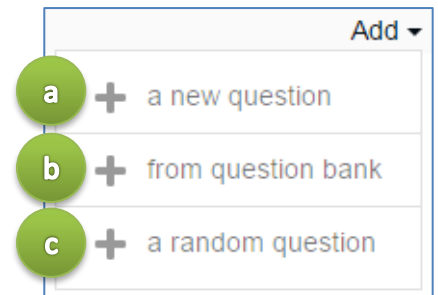 Add
a a new question
b from question bank
c a random question